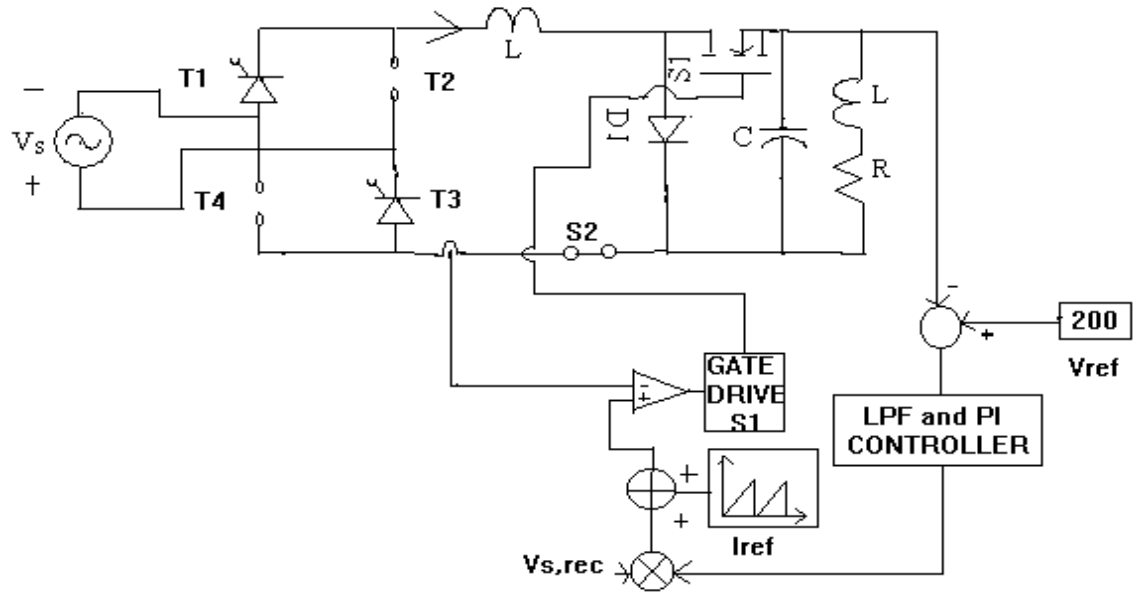 L
T1
T2
S1
−
L
Vs
D1
C
R
+
T4
T3
S2
-
+
200
Vref
GATE
DRIVE
S1
-
+
LPF and PI
CONTROLLER
+
+
Iref
Vs,rec